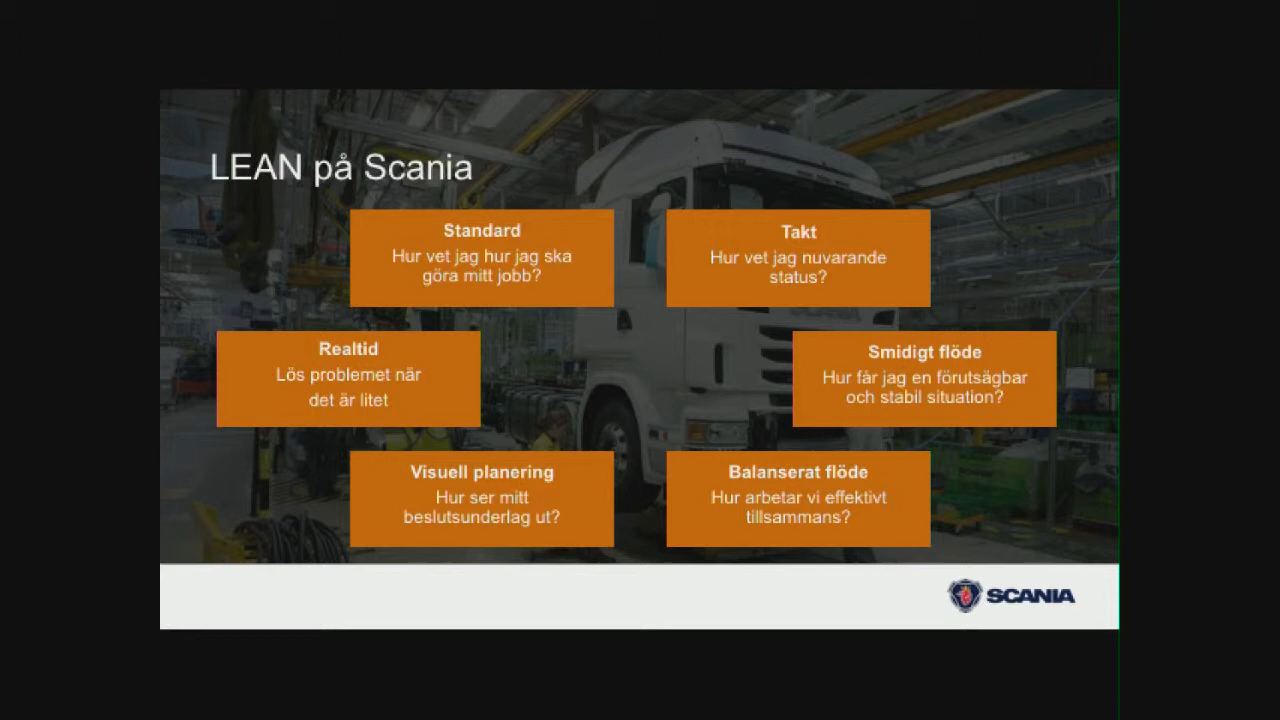 LEAN på Scania
Standard
Hur vet jag hur jag ska
göra mitt jobb?
Takt
Hur vet jag nuvarande
status?
Realtid
Lös problemet när
det är litet
Smidigt flöde
Hur får jag en förutsägbar
och stabil situation?
Visuell planering
Hur ser mitt
beslutsunderlag ut?
Balanserat flöde
Hur arbetar vi effektivt
tillsammans?
SCANIA